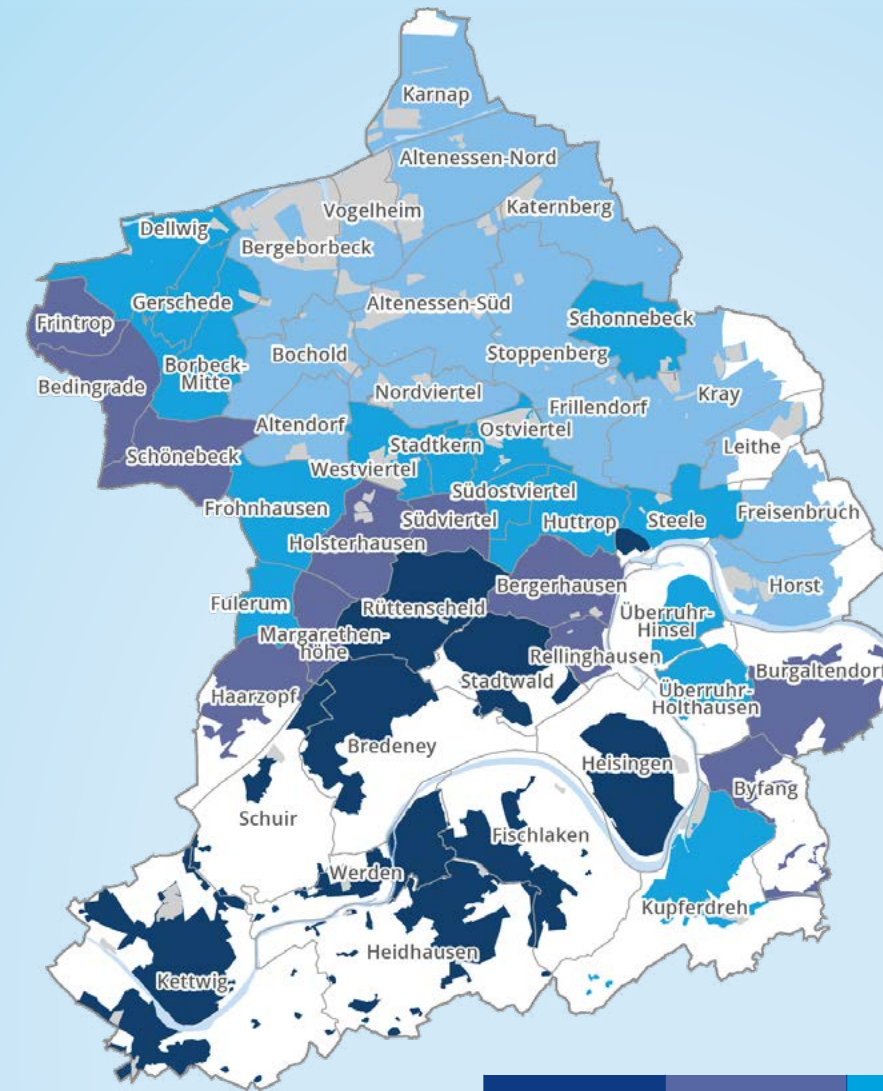 Karnap
Altenessen-Nord
Katernberg
Vogelheim
Dellwig
Bergeborbeck
Gerschede
Altenessen-Süd
Schonnebeck
Frintrop
Bochold
Stoppenberg
Borbeck-
Mitte
Bedingrade
Nordviertel
Kray
Frillendorf
Altendorf
Ostviertel
Stadtkern
Leithe
Schönebeck
Westviertel
Südostviertel
Frohnhausen
Südviertel
Huttrop
Steele
Freisenbruch
Holsterhausen
Bergerhausen
Horst
Fulerum
Rüttenscheid
Überruhr-
Hinsel
Margarethen-
höhe
Rellinghausen
Burgaltendorf
Haarzopf
Stadtwald
Überruhr-
Holthausen
Bredeney
Heisingen
Byfang
Schuir
Fischlaken
Werden
Kupferdreh
Heidhausen
Kettwig